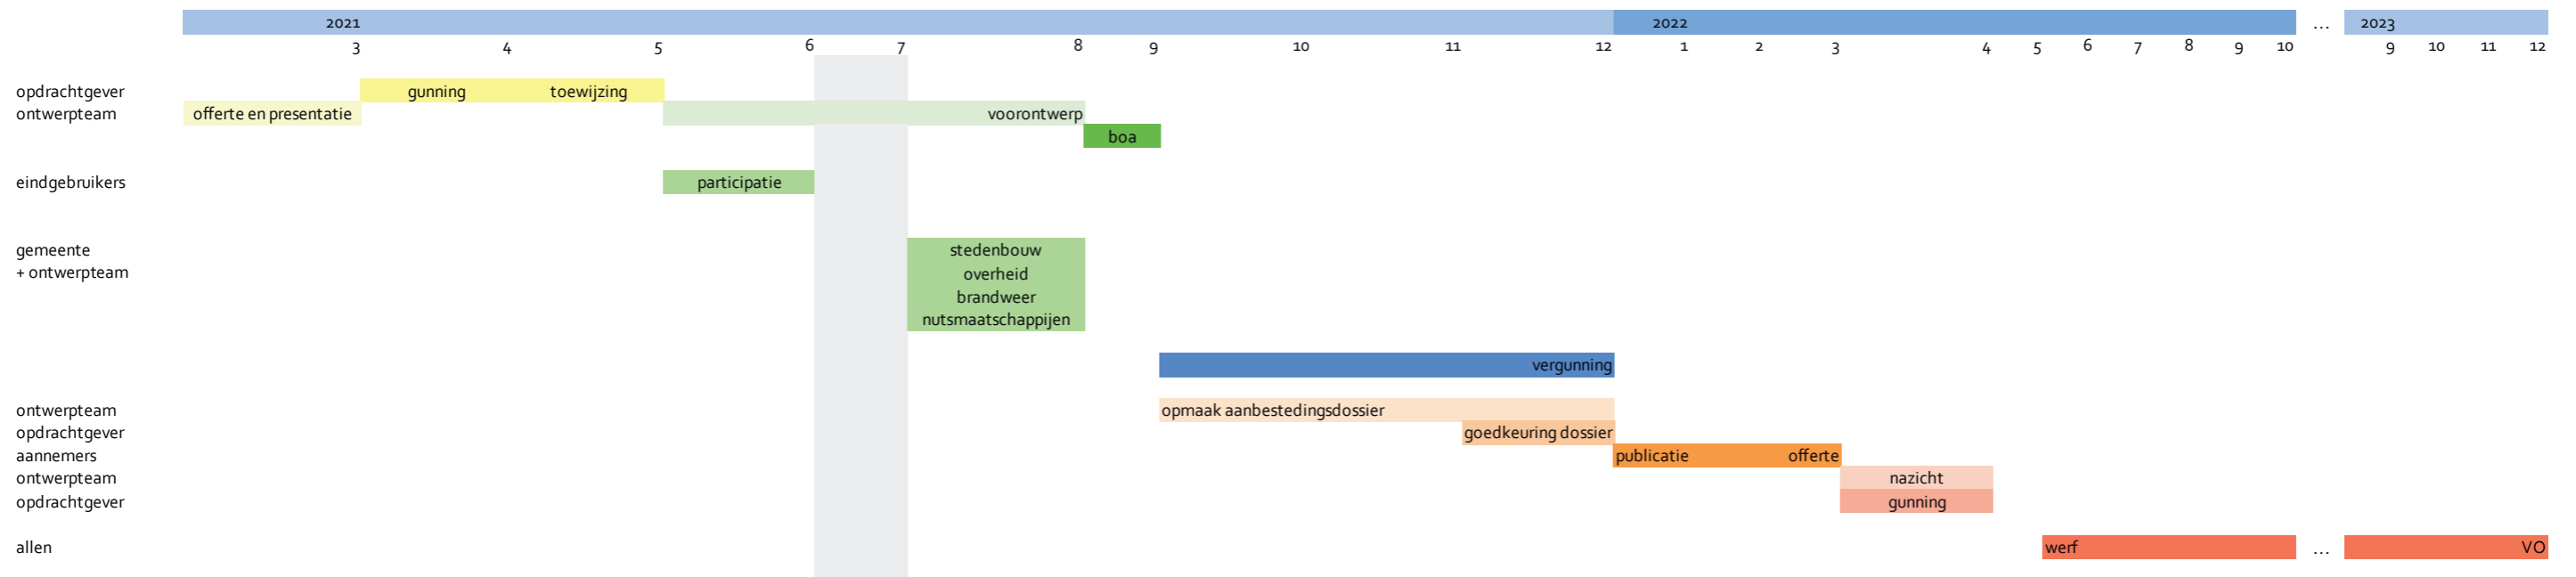 2021 2022 ... 2023
3 4 5 6 7 8 9 10 11 12 1 2 3 4 5 6 7 8 9 10 9 10 11 12
opdrachtgever gunning toewijzing
ontwerpteam offerte en presentatie voorontwerp
boa
eindgebruikers participatie
gemeente stedenbouw
+ ontwerpteam overheid
brandweer
nutsmaatschappijen
vergunning
ontwerpteam opmaak aanbestedingsdossier
opdrachtgever goedkeuring dossier
aannemers publicatie offerte
ontwerpteam nazicht
opdrachtgever gunning
allen werf ... VO